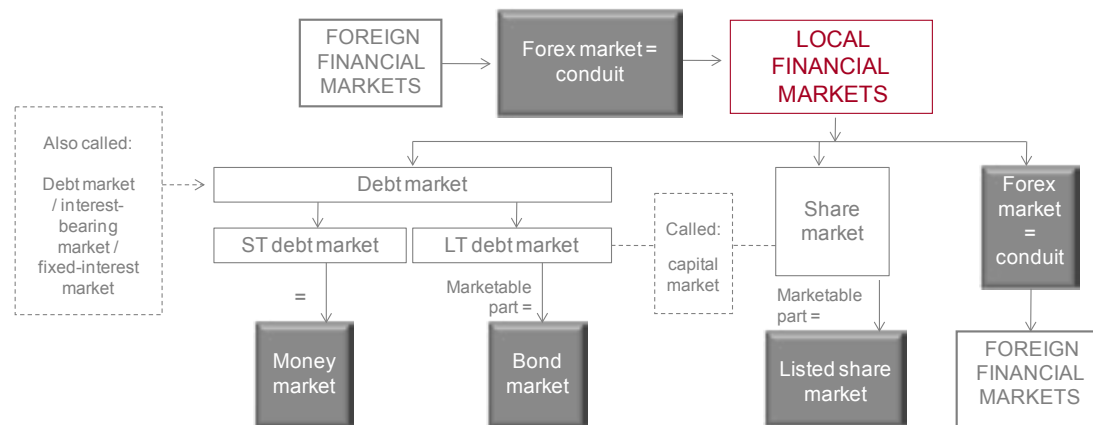 FOREIGN
FINANCIAL
MARKETS
Forex market =
conduit
LOCAL
FINANCIAL
MARKETS
Also called:
Debt market
/ interest-
bearing
market /
fixed-interest
market
Debt market
ST debt market
LT debt market
Called:
capital
market
Share
market
Forex
market
=
conduit
=
Marketable
part =
Marketable
part =
Money
market
Bond
market
Listed share
market
FOREIGN
FINANCIAL
MARKETS